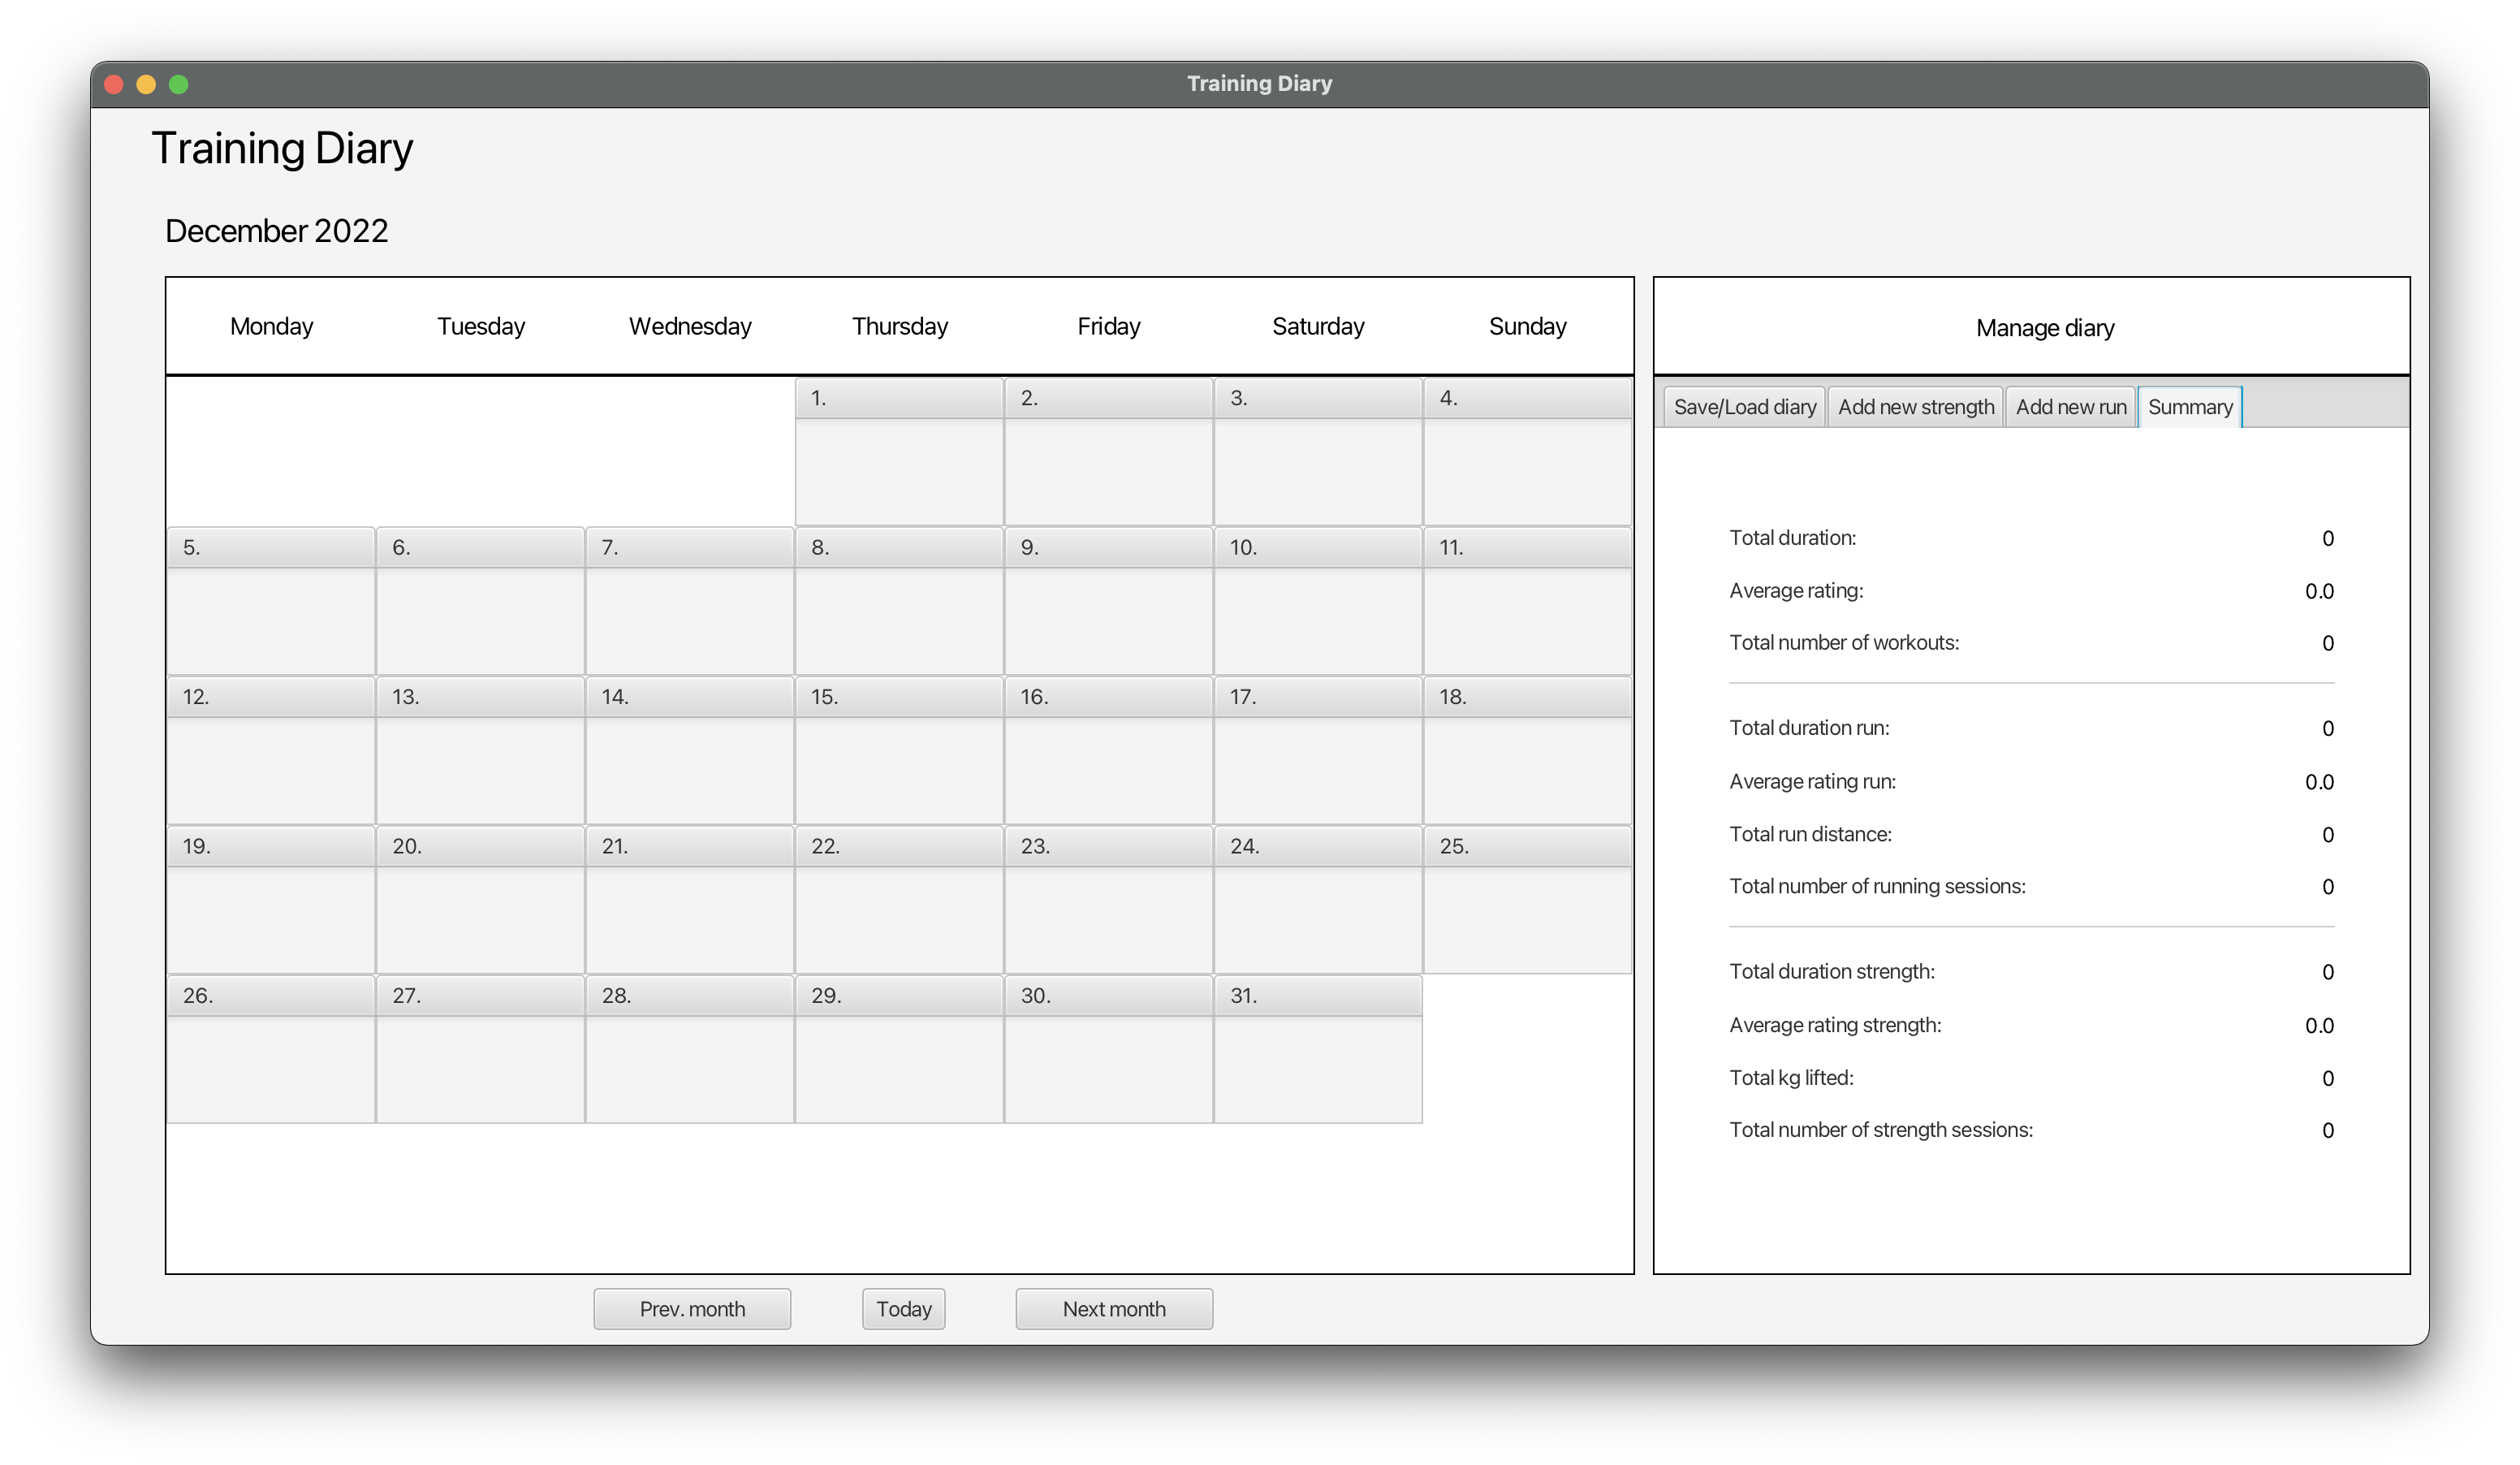 Training Diary
Training Diary
December 2022
Monday Tuesday Wednesday Thursday Friday Saturday Sunday
1. 2. 3. 4.
5. 6. 7. 8. 9. 10. 11.
12. 13. 14. 15. 16. 17. 18.
19. 20. 21. 22. 23. 24. 25.
26. 27. 28. 29. 30. 31.
Prev. month Today Next month
Manage diary
Save/Load diary Add new strength Add new run Summary
Total duration: 0
Average rating: 0.0
Total number of workouts: 0
Total duration run: 0
Average rating run: 0.0
Total run distance: 0
Total number of running sessions: 0
Total duration strength: 0
Average rating strength: 0.0
Total kg lifted: 0
Total number of strength sessions: 0